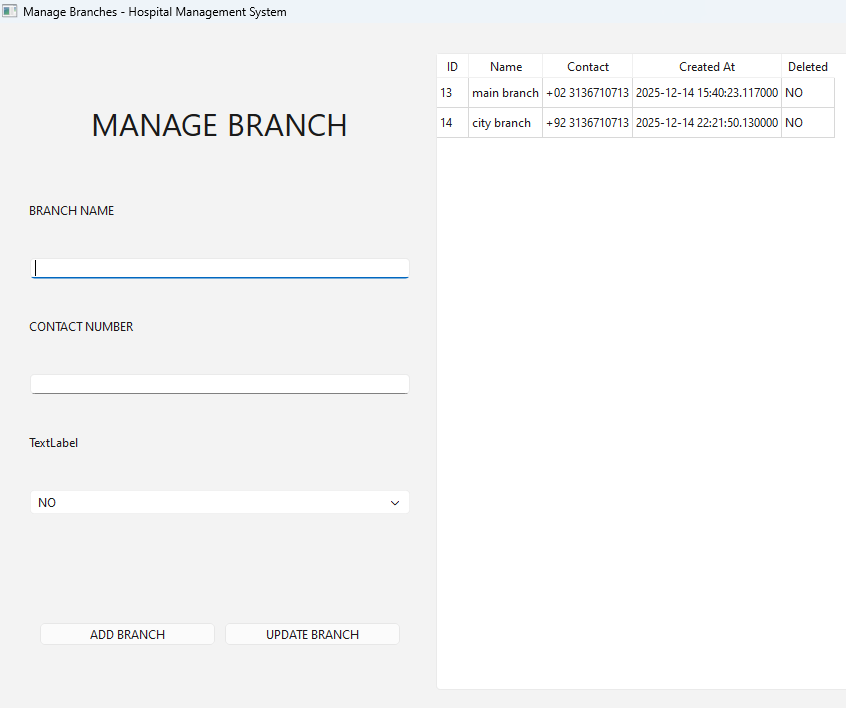 Manage Branches - Hospital Management System
MANAGE BRANCH
BRANCH NAME
CONTACT NUMBER
TextLabel
NO
ADD BRANCH UPDATE BRANCH
ID Name Contact Created At Deleted
13 main branch +02 3136710713 2025-12-14 15:40:23.117000 NO
14 city branch +92 3136710713 2025-12-14 22:21:50.130000 NO